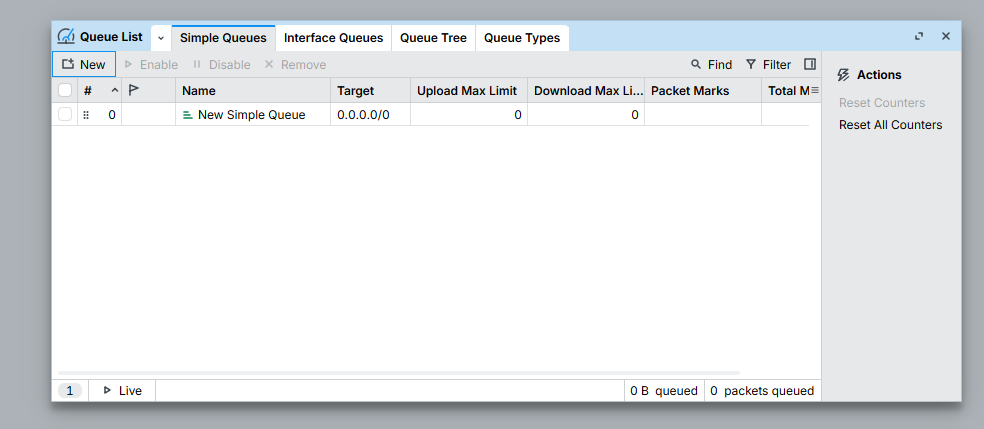 Queue List Simple Queues Interface Queues Queue Tree Queue Types
New Enable Disable Remove Find Filter
Actions
# Name Target Upload Max Limit Download Max Li... Packet Marks Total M
Reset Counters
0 New Simple Queue 0.0.0.0/0 0 0
Reset All Counters
1 Live 0 B queued 0 packets queued